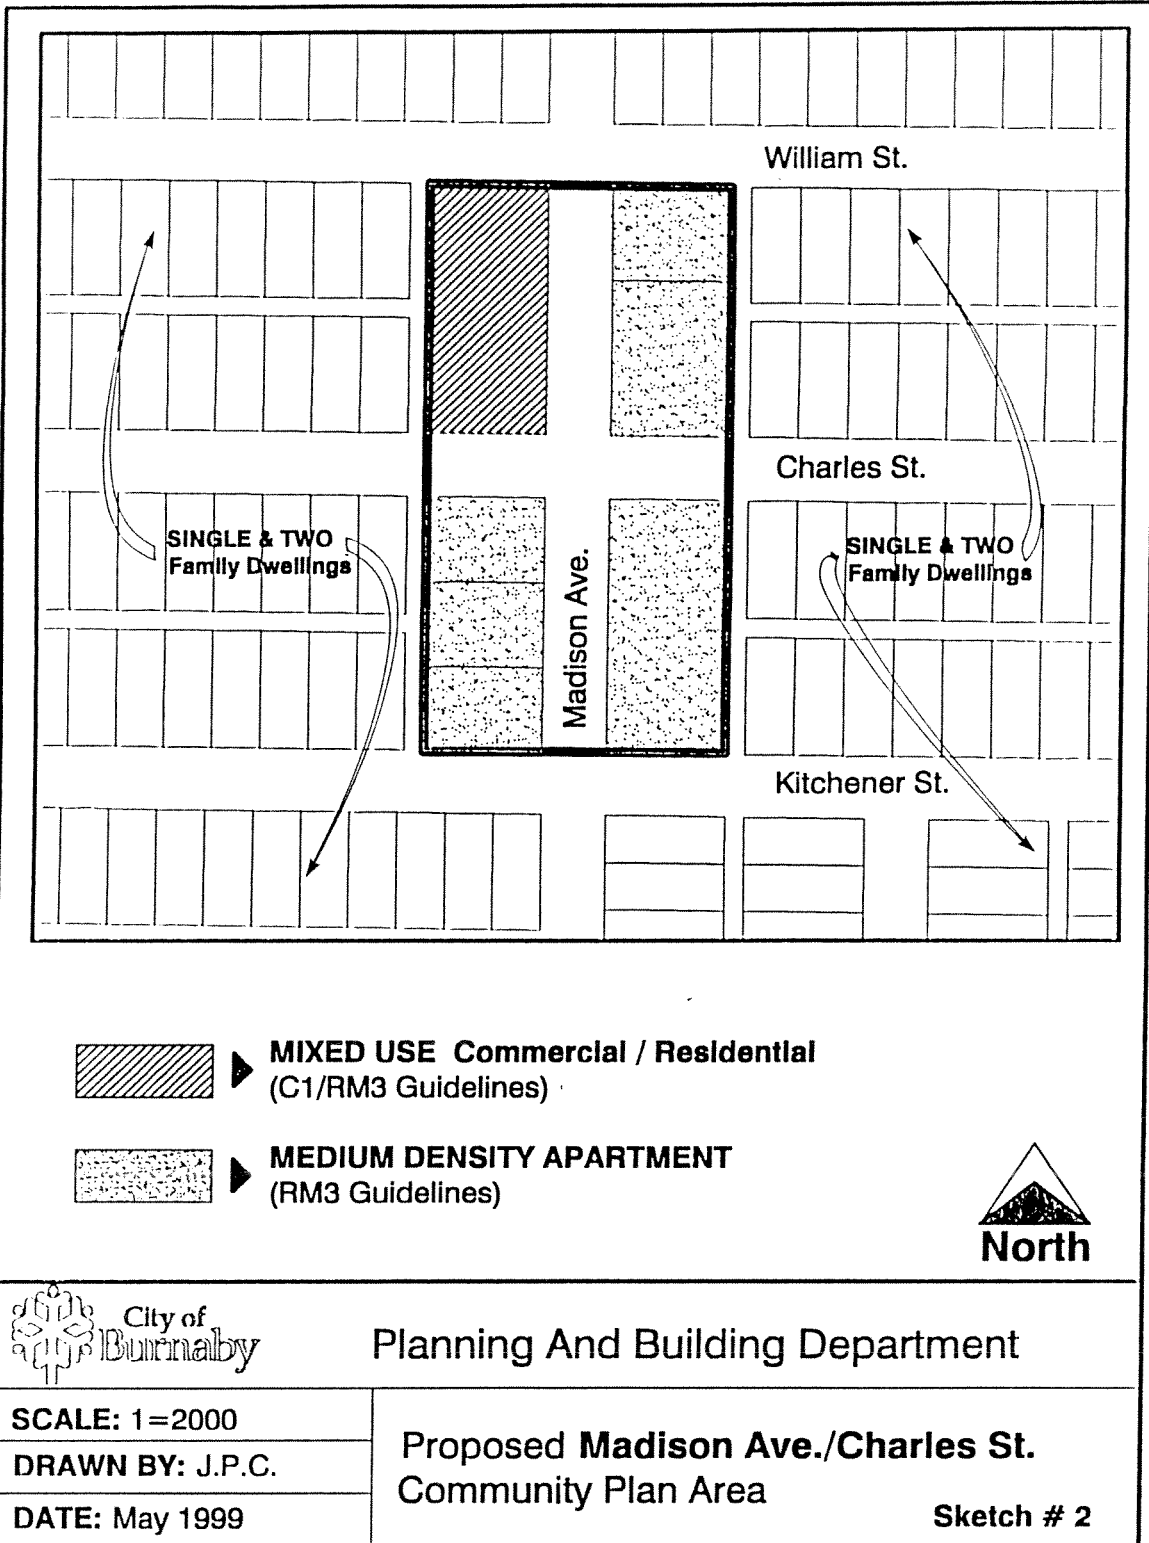 William St.
Charles St.
SINGLE & TWO
Family Dwellings
Madison Ave.
SINGLE & TWO
Family Dwellings
Kitchener St.
MIXED USE Commercial / Residential
(C1/RM3 Guidelines)
MEDIUM DENSITY APARTMENT
(RM3 Guidelines)
North
City of
Burnaby
Planning And Building Department
SCALE: 1=2000
DRAWN BY: J.P.C.
DATE: May 1999
Proposed Madison Ave./Charles St.
Community Plan Area
Sketch # 2